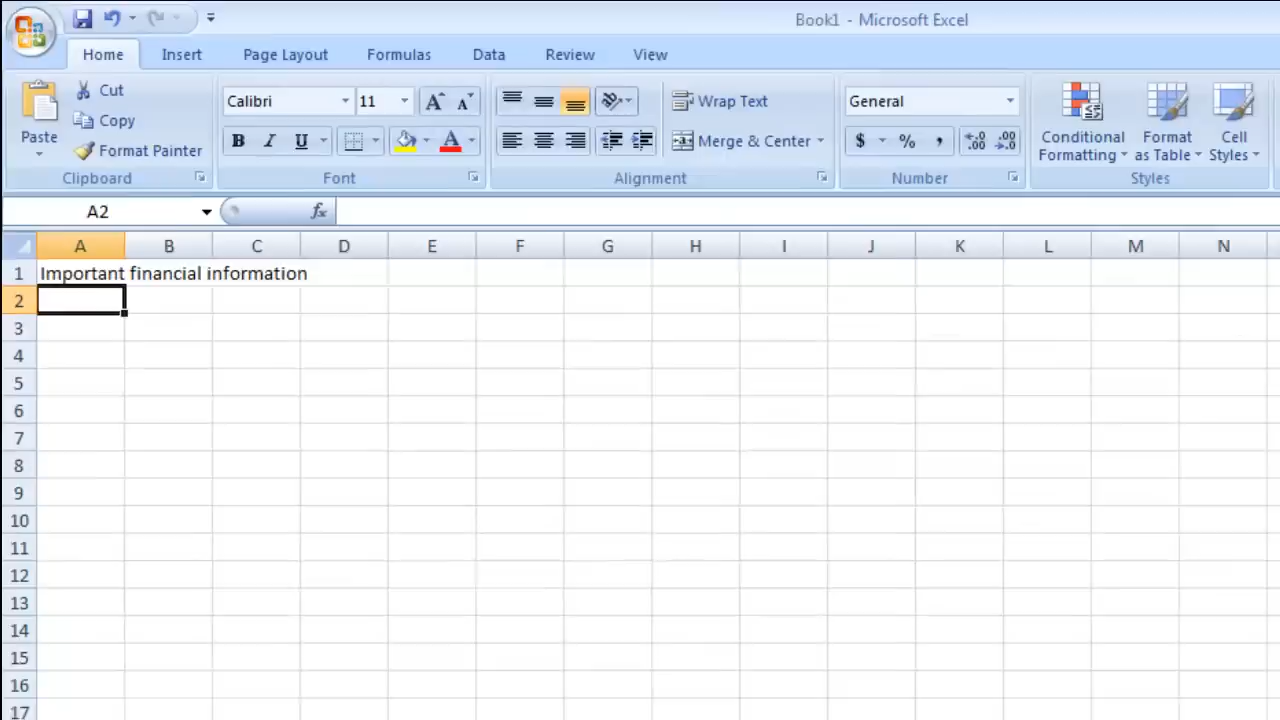 Book1 - Microsoft Excel
Home Insert Page Layout Formulas Data Review View
Paste
Cut
Copy
Format Painter
Clipboard
Calibri 11
B I U A
Font
Wrap Text
Merge & Center
Alignment
General
$ % ,
Number
Conditional Formatting
Format as Table
Cell Styles
Styles
A2 fx
A B C D E F G H I J K L M N
1 Important financial information
2
3
4
5
6
7
8
9
10
11
12
13
14
15
16
17